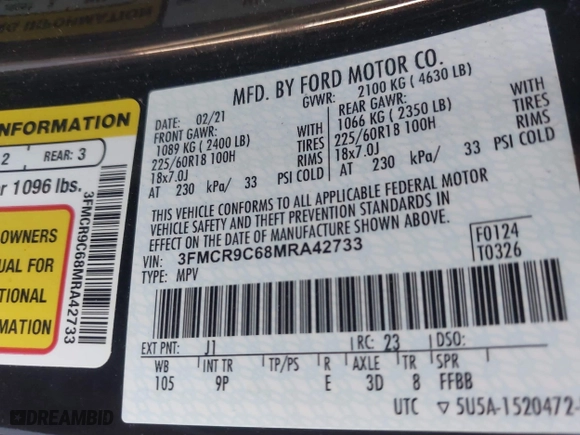 MFD. BY FORD MOTOR CO.
DATE: 02/21
GVWR: 2100 KG ( 4630 LB)
FRONT GAWR:
1089 KG ( 2400 LB) WITH
225/60R18 100H TIRES
18x7.0J RIMS
AT 230 kPa/ 33 PSI COLD
REAR GAWR:
1066 KG ( 2350 LB) WITH
225/60R18 100H TIRES
18x7.0J RIMS
AT 230 kPa/ 33 PSI COLD
THIS VEHICLE CONFORMS TO ALL APPLICABLE FEDERAL MOTOR
VEHICLE SAFETY AND THEFT PREVENTION STANDARDS IN
EFFECT ON THE DATE OF MANUFACTURE SHOWN ABOVE.
VIN: 3FMCR9C68MRA42733
TYPE: MPV
F0124
T0326
EXT PNT: J1 RC: 23 DSO:
WB INT TR TP/PS R AXLE TR SPR
105 9P E 3D 8 FFBB
UTC ▽ 5U5A-1520472-
INFORMATION
2 REAR: 3
1096 lbs.
OWNERS
FOR
3FMCR9C68MRA42733
DREAMBID